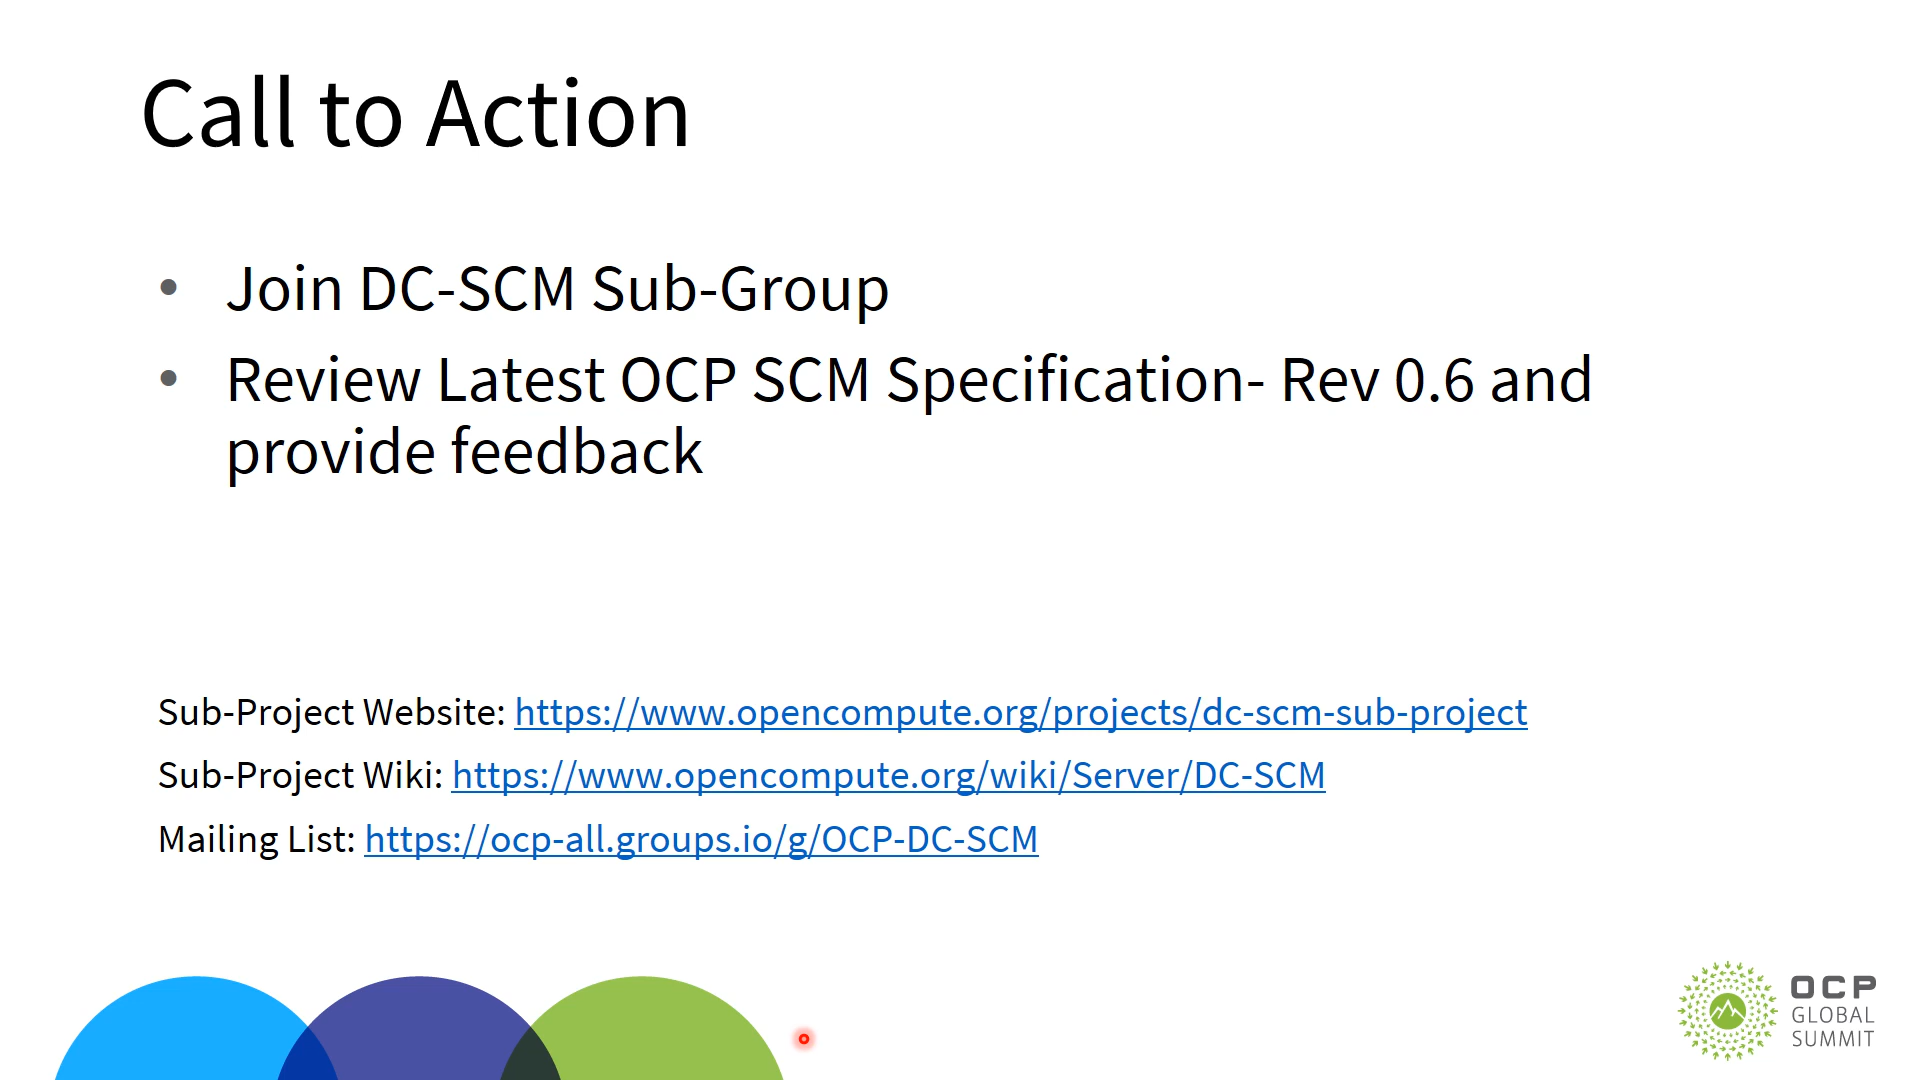 Call to Action
• Join DC-SCM Sub-Group
• Review Latest OCP SCM Specification- Rev 0.6 and
provide feedback
Sub-Project Website: https://www.opencompute.org/projects/dc-scm-sub-project
Sub-Project Wiki: https://www.opencompute.org/wiki/Server/DC-SCM
Mailing List: https://ocp-all.groups.io/g/OCP-DC-SCM
OCP
GLOBAL
SUMMIT